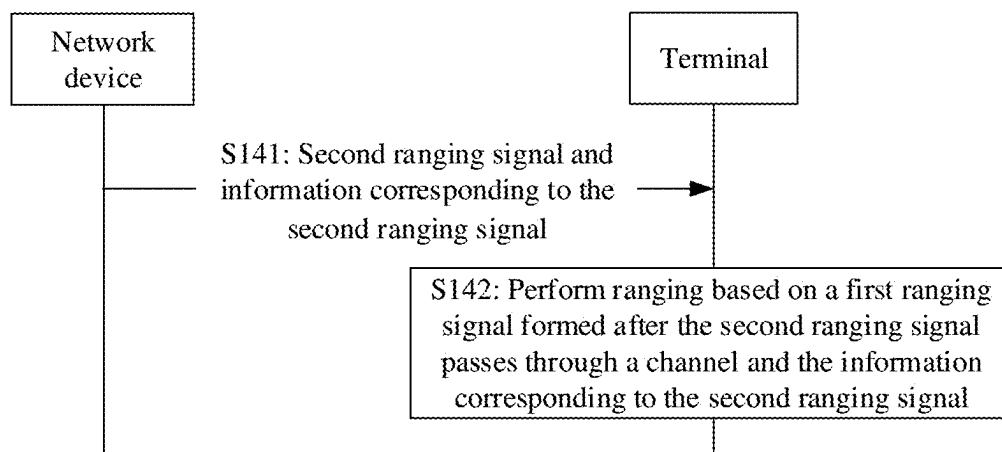 Network
device
Terminal
S141: Second ranging signal and
information corresponding to the
second ranging signal
S142: Perform ranging based on a first ranging
signal formed after the second ranging signal
passes through a channel and the information
corresponding to the second ranging signal